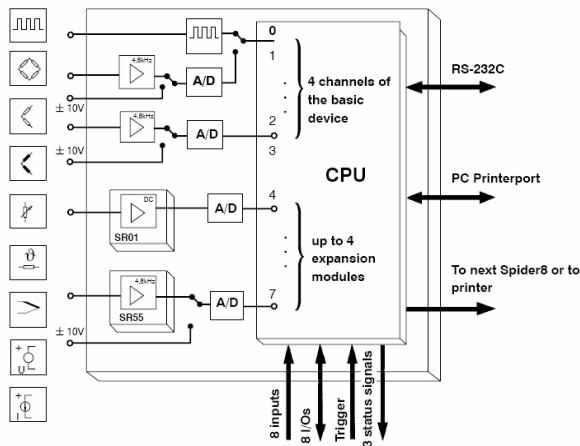 0
4,8kHz
1
RS-232C
A/D
4 channels of
the basic
device
± 10V
4,8kHz
2
A/D
± 10V
3
CPU
PC Printerport
DC
4
A/D
SR01
up to 4
expansion
modules
ϑ
To next Spider8 or to
printer
4,8kHz
7
A/D
SR55
± 10V
+
U
+
I
8 inputs
8 I/Os
Trigger
3 status signals